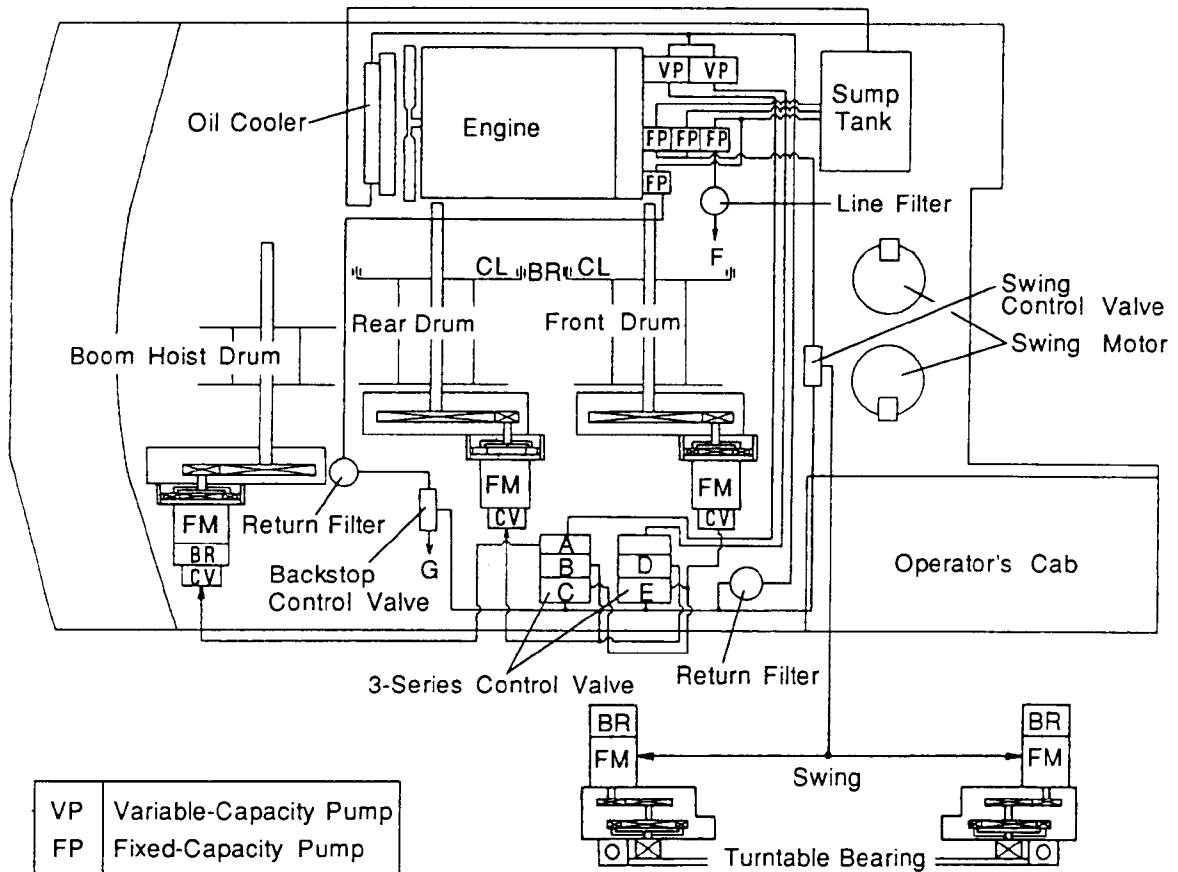 VP VP
Sump
Tank
Oil Cooler
Engine
FP FP FP
FP
Line Filter
F
CL BR CL
Swing
Control Valve
Rear Drum
Front Drum
Boom Hoist Drum
Swing Motor
FM
FM
FM
CV
CV
Return Filter
BR
CV
A
B
C
D
E
G
Operator's Cab
Backstop
Control Valve
3-Series Control Valve
Return Filter
BR
BR
FM
FM
Swing
VP Variable-Capacity Pump
FP Fixed-Capacity Pump
Turntable Bearing